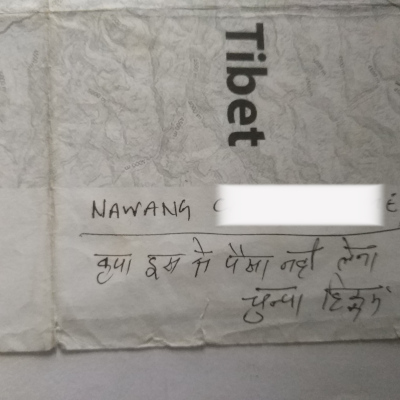 Tibet
NAWANG
कृपा इस से पैसा नहीं लेना